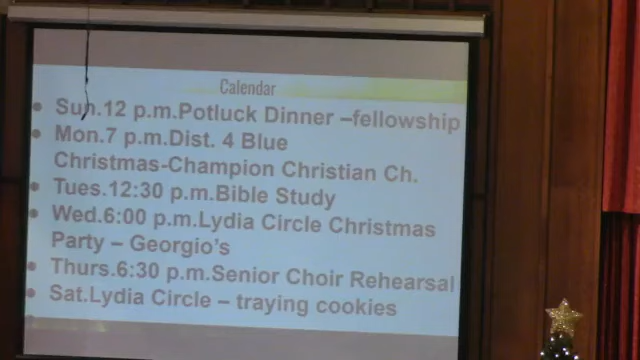 Calendar
• Sun.12 p.m.Potluck Dinner –fellowship
• Mon.7 p.m.Dist. 4 Blue
Christmas-Champion Christian Ch.
• Tues.12:30 p.m.Bible Study
• Wed.6:00 p.m.Lydia Circle Christmas
Party – Georgio's
• Thurs.6:30 p.m.Senior Choir Rehearsal
• Sat.Lydia Circle – traying cookies